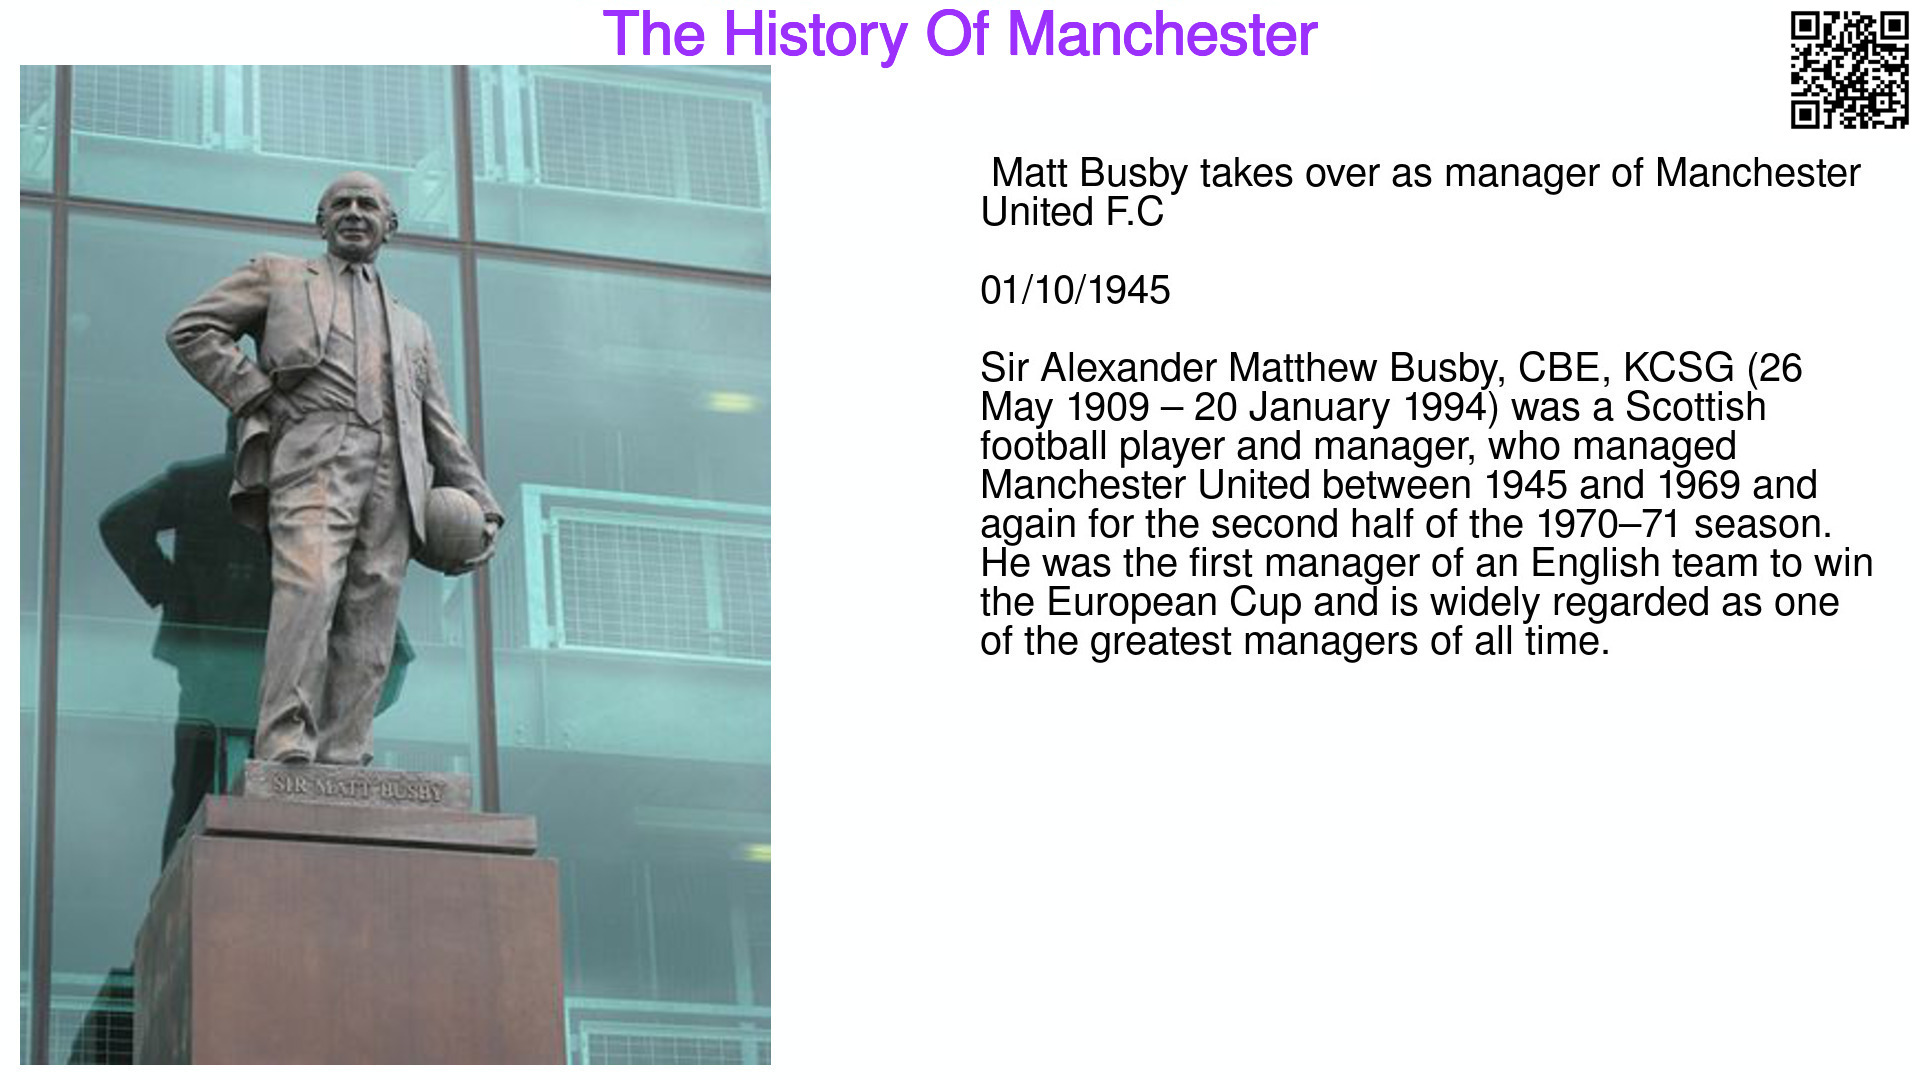 The History Of Manchester
Matt Busby takes over as manager of Manchester
United F.C
01/10/1945
Sir Alexander Matthew Busby, CBE, KCSG (26
May 1909 – 20 January 1994) was a Scottish
football player and manager, who managed
Manchester United between 1945 and 1969 and
again for the second half of the 1970–71 season.
He was the first manager of an English team to win
the European Cup and is widely regarded as one
of the greatest managers of all time.
SIR MATT BUSBY